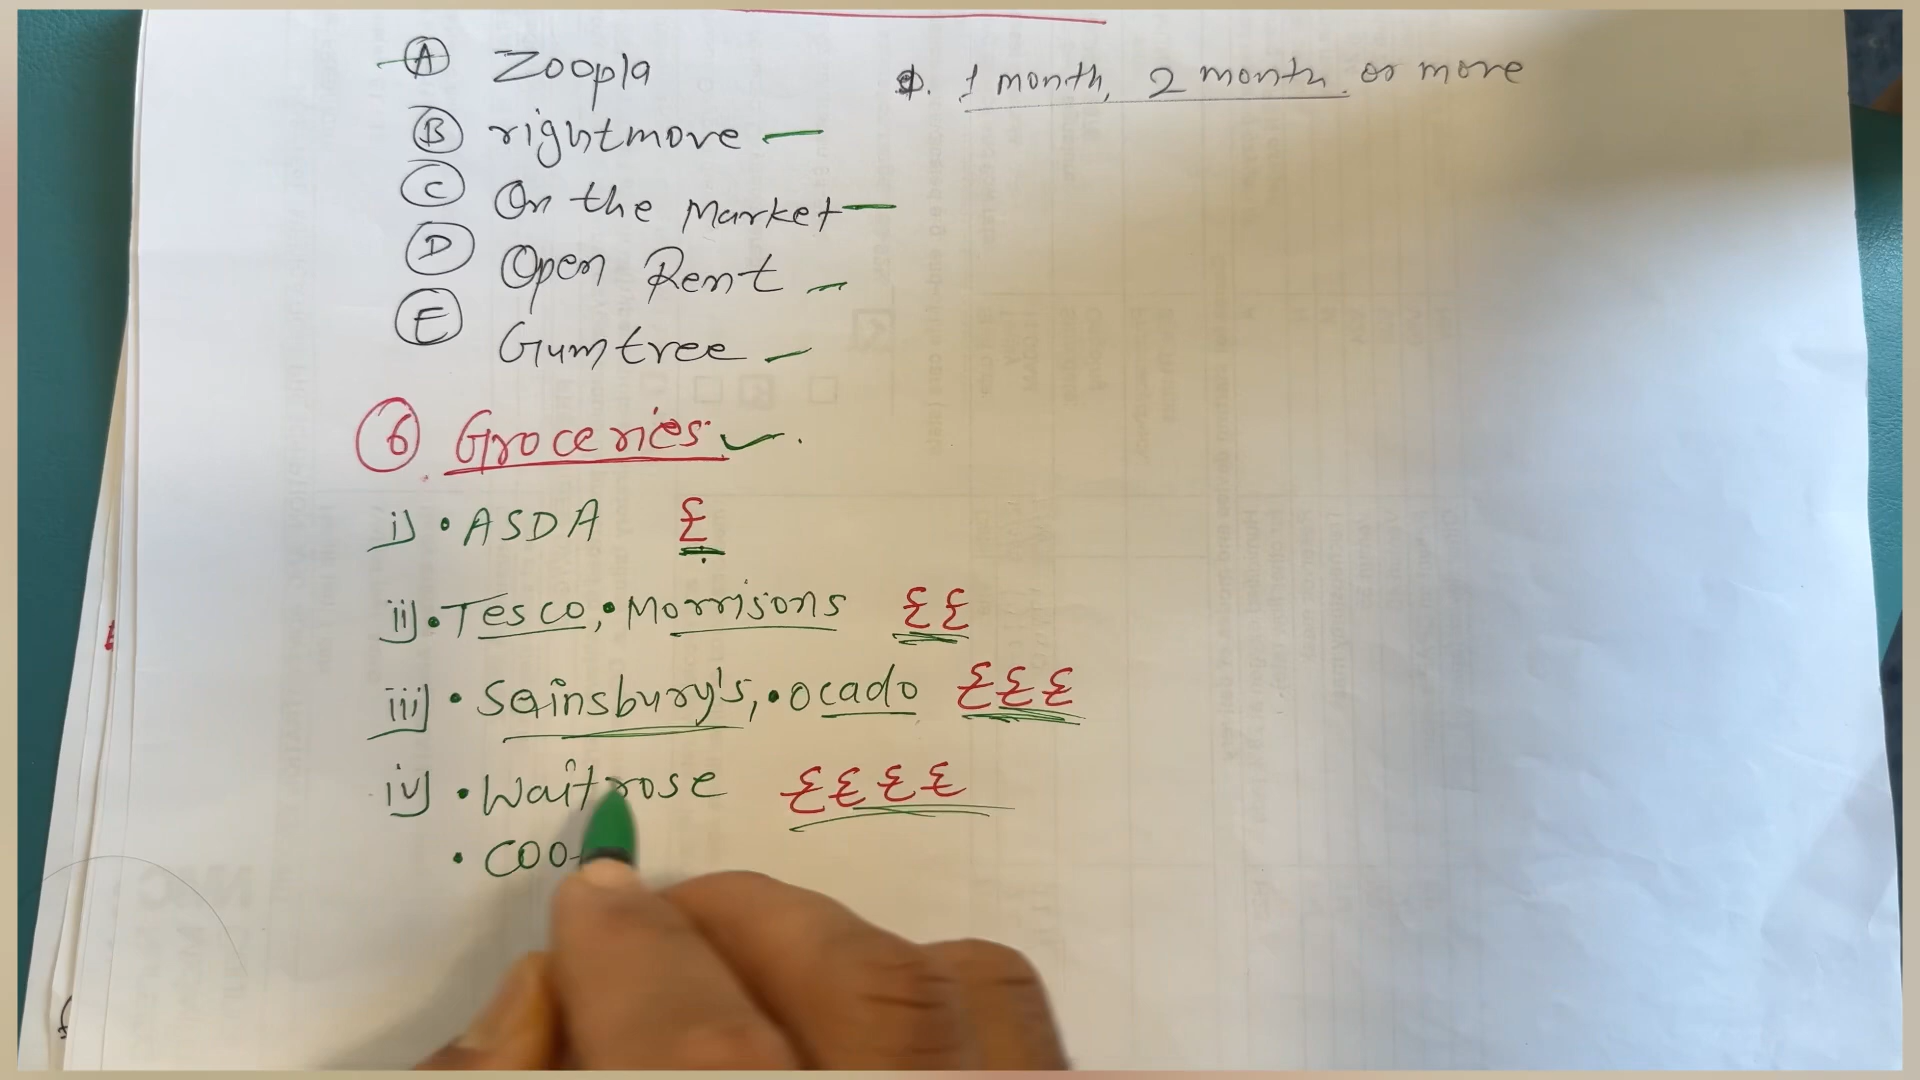 A Zoopla
1 month, 2 month. or more
B rightmove —
C On the Market —
D Open Rent —
E Gumtree —
6 Groceries ✓.
i) • ASDA £
ii) • Tesco, • Morrisons ££
iii) • Sainsbury's, • Ocado £££
iv) • Waitrose ££££
• COO